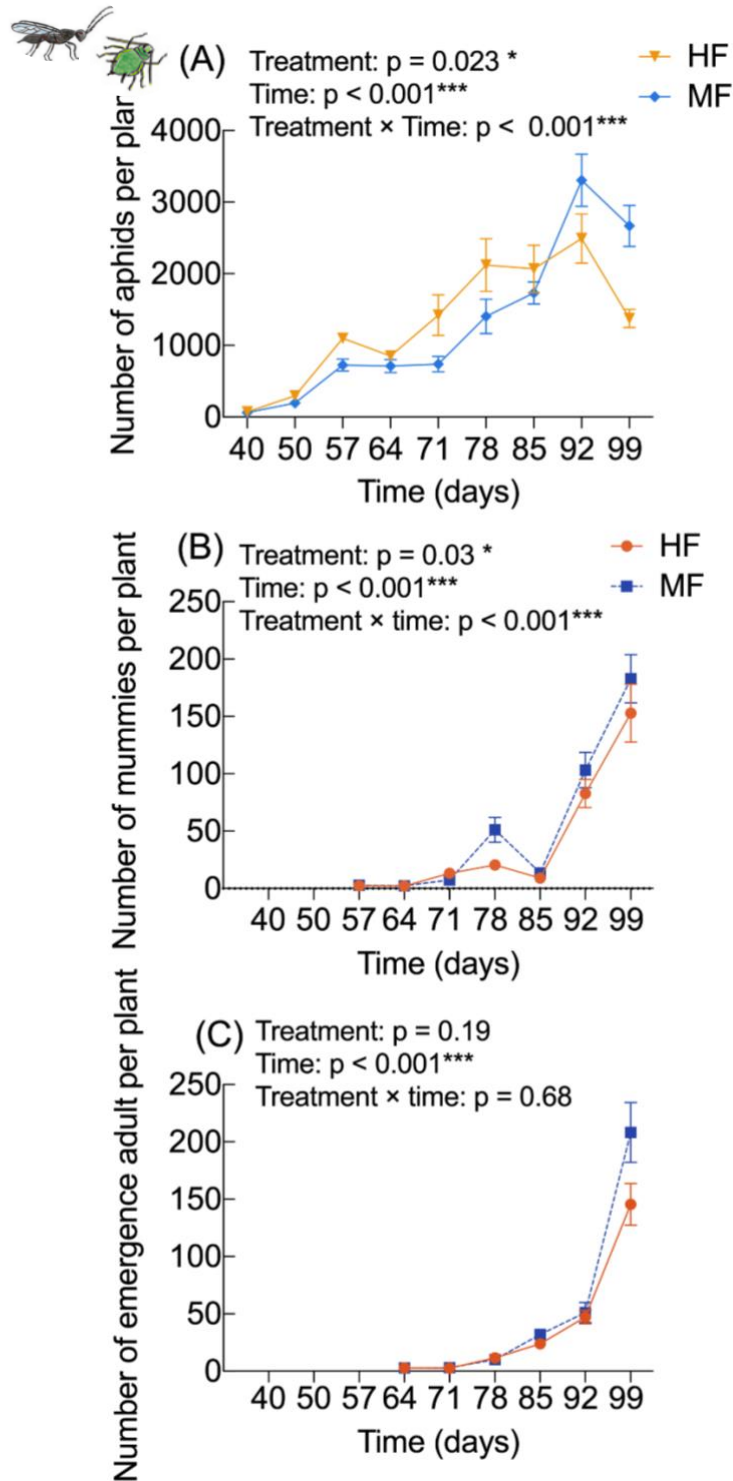 (A) Treatment: p = 0.023 *
Time: p < 0.001***
Treatment × Time: p < 0.001***
HF
MF
Number of aphids per plar
4000
3000
2000
1000
0
40 50 57 64 71 78 85 92 99
Time (days)
(B) Treatment: p = 0.03 *
Time: p < 0.001***
Treatment × time: p < 0.001***
HF
MF
Number of mummies per plant
250
200
150
100
50
0
40 50 57 64 71 78 85 92 99
Time (days)
(C) Treatment: p = 0.19
Time: p < 0.001***
Treatment × time: p = 0.68
Number of emergence adult per plant
250
200
150
100
50
0
40 50 57 64 71 78 85 92 99
Time (days)